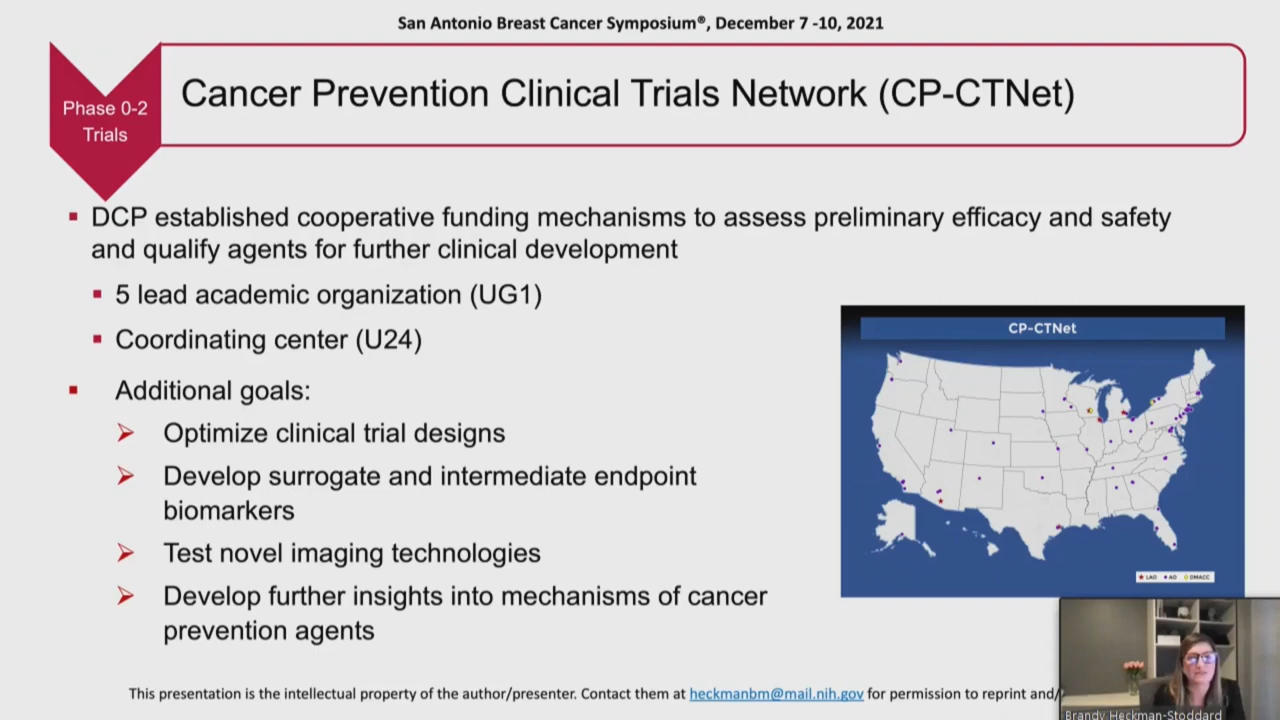 San Antonio Breast Cancer Symposium®, December 7 -10, 2021
Phase 0-2
Trials
Cancer Prevention Clinical Trials Network (CP-CTNet)
▪ DCP established cooperative funding mechanisms to assess preliminary efficacy and safety
and qualify agents for further clinical development
▪ 5 lead academic organization (UG1)
▪ Coordinating center (U24)
▪ Additional goals:
➢ Optimize clinical trial designs
➢ Develop surrogate and intermediate endpoint
biomarkers
➢ Test novel imaging technologies
➢ Develop further insights into mechanisms of cancer
prevention agents
CP-CTNet
LAO AO DMACC
This presentation is the intellectual property of the author/presenter. Contact them at heckmanbm@mail.nih.gov for permission to reprint and/
Brandy Heckman-Stoddard